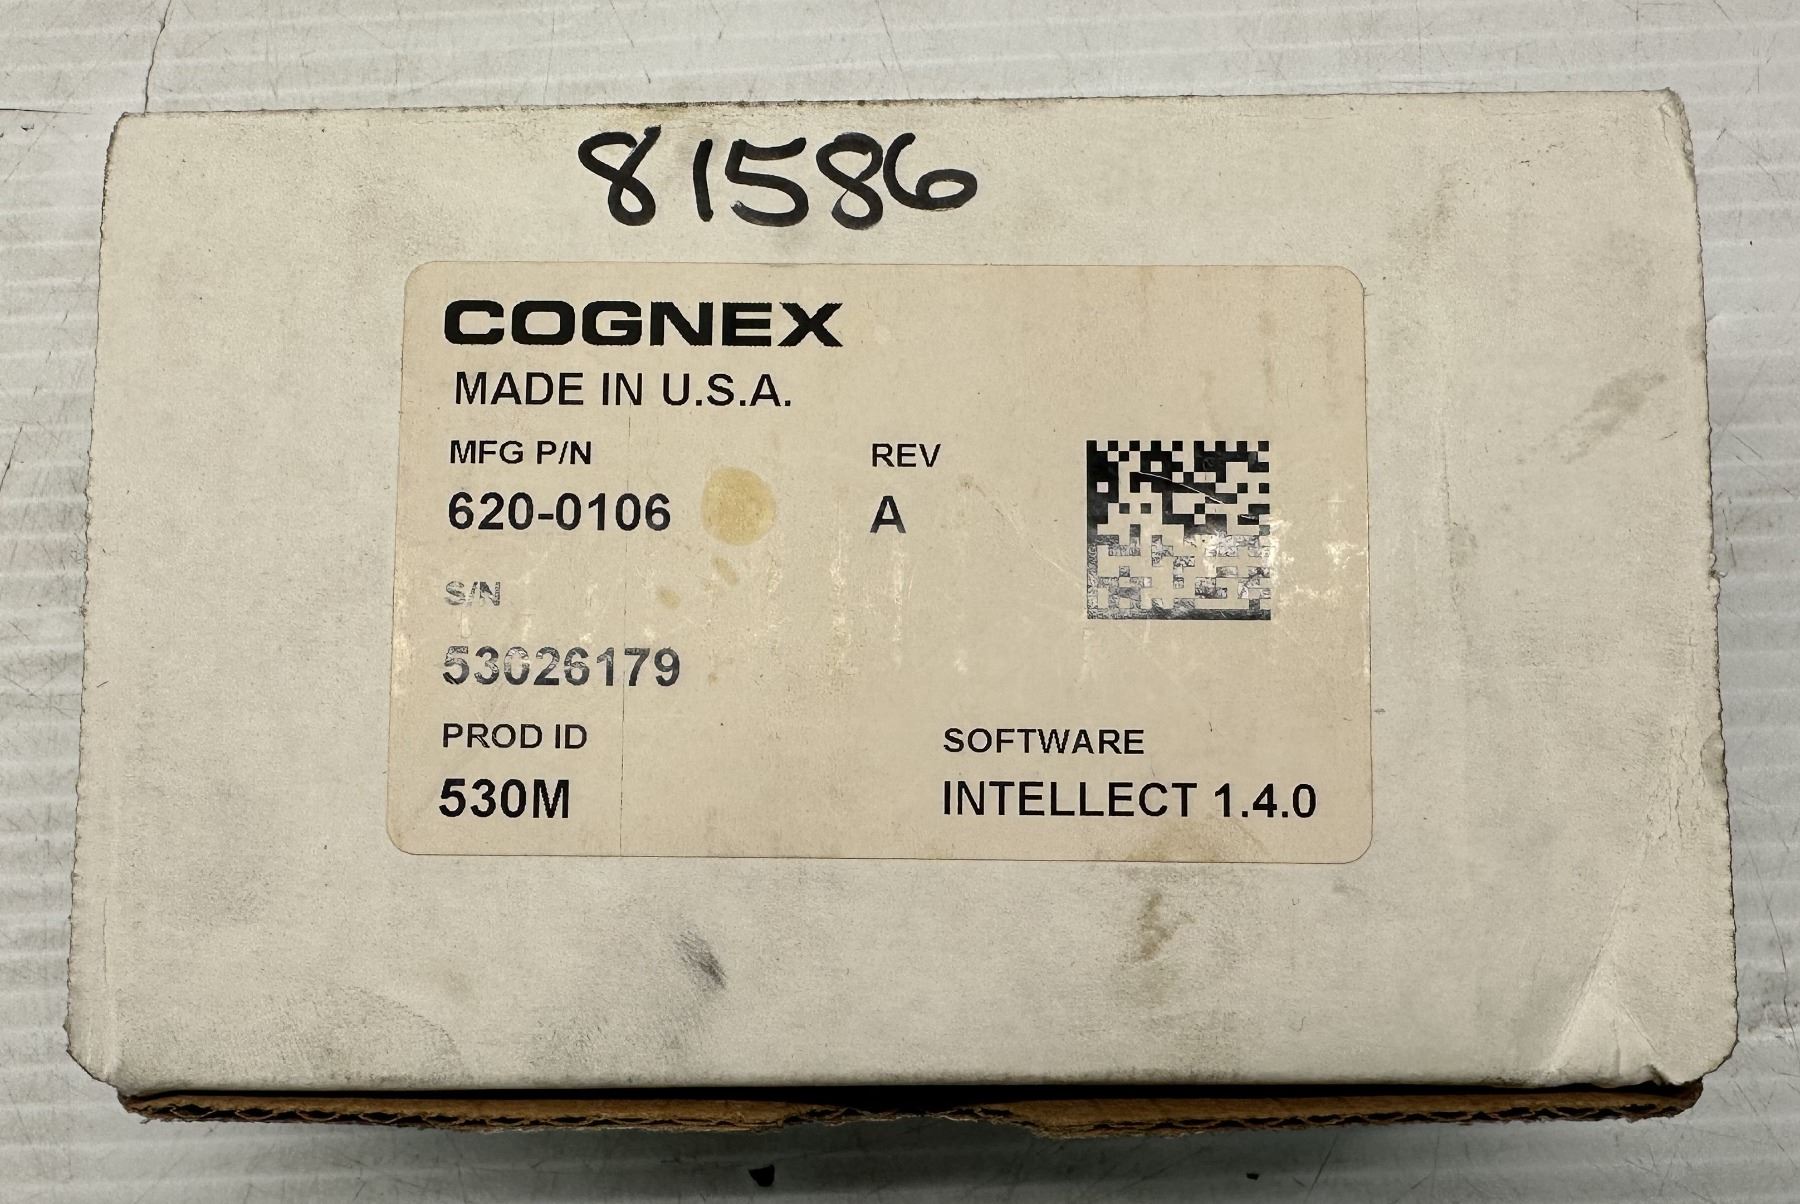 81586
COGNEX
MADE IN U.S.A.
MFG P/N REV
620-0106 A
S/N
53026179
PROD ID SOFTWARE
530M INTELLECT 1.4.0